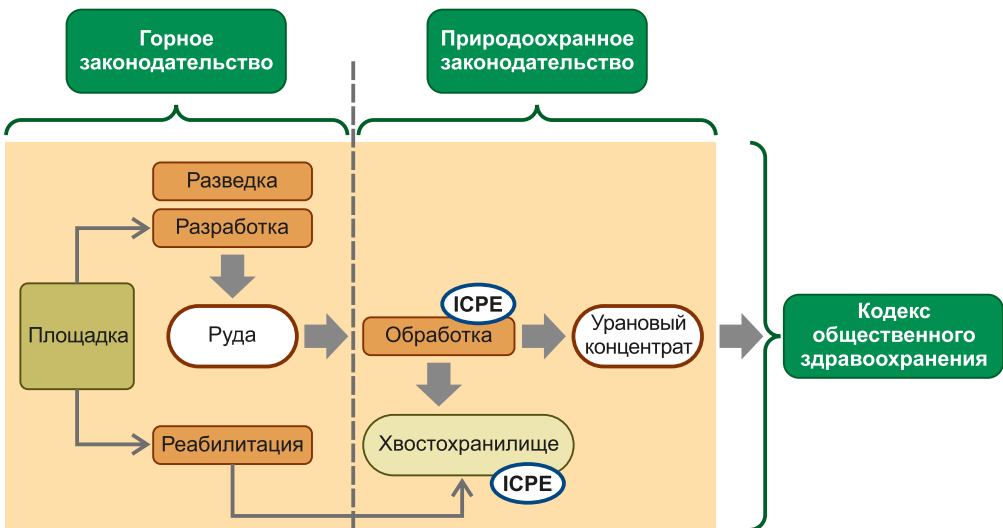 Горное
законодательство
Природоохранное
законодательство
Разведка
Разработка
Площадка
Руда
ICPE
Обработка
Урановый
концентрат
Кодекс
общественного
здравоохранения
Реабилитация
Хвостохранилище
ICPE